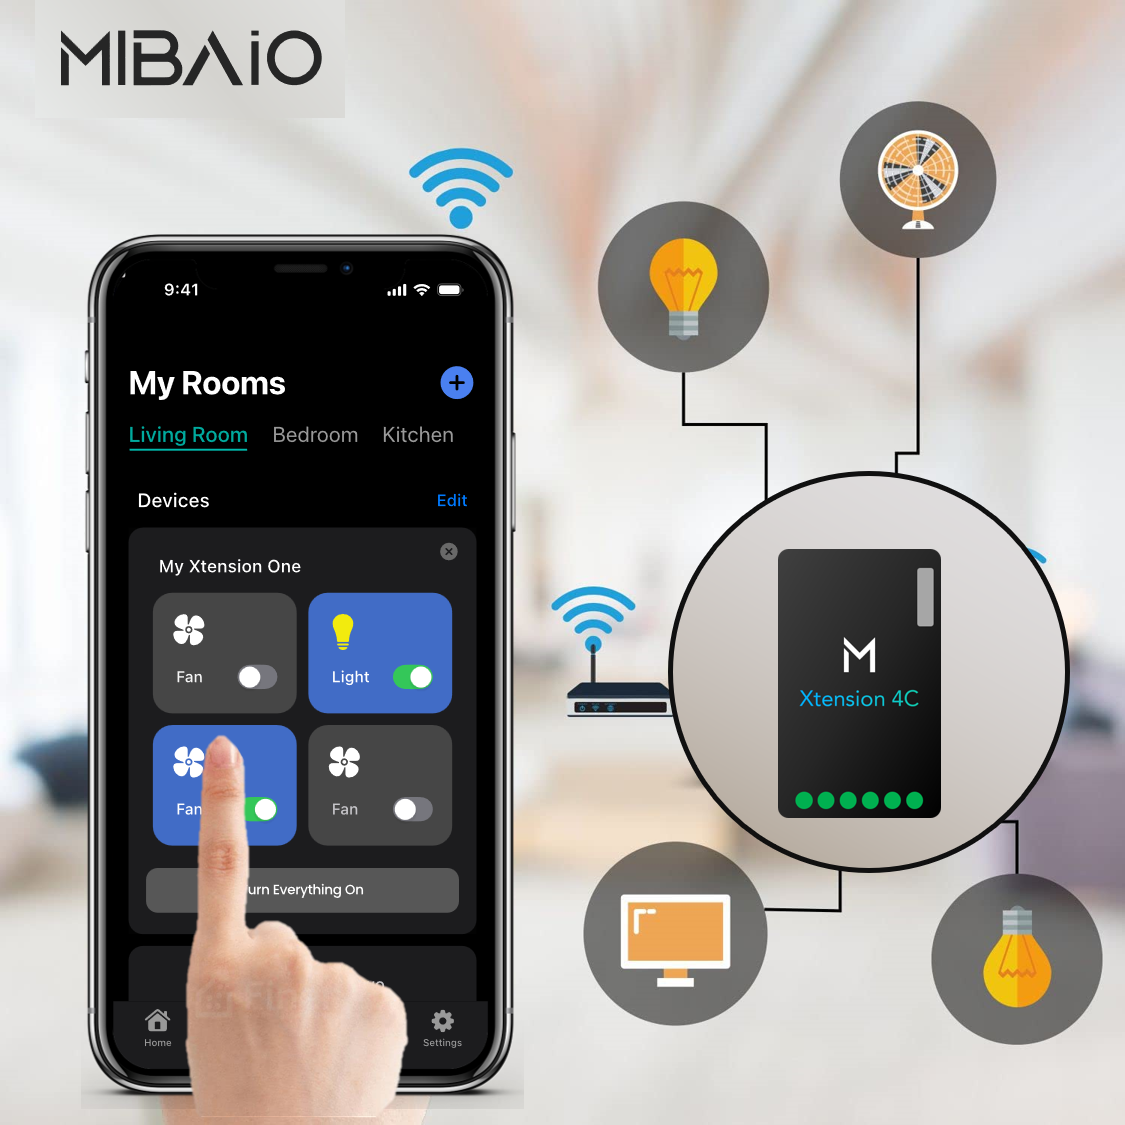 MIBAiO
9:41
My Rooms
Living Room Bedroom Kitchen
Devices Edit
My Xtension One
Fan Light
Fan Fan
urn Everything On
Home Settings
M
Xtension 4C